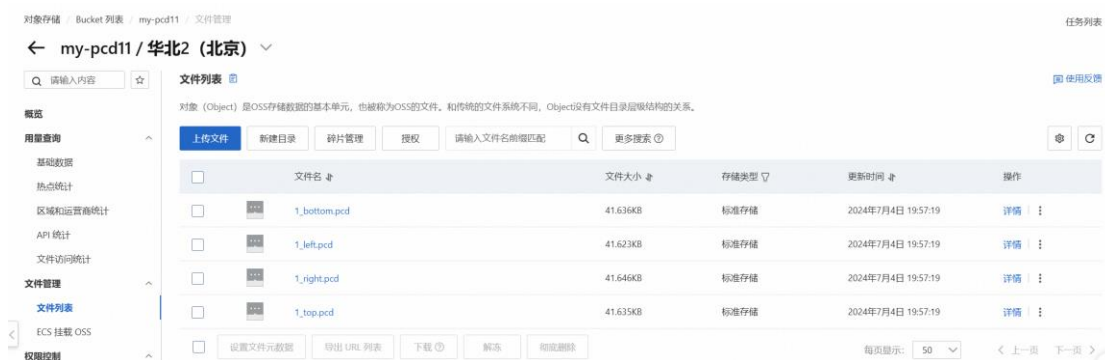 对象存储 / Bucket 列表 / my-pcd11 / 文件管理
任务列表
← my-pcd11 / 华北2（北京）
请输入内容
文件列表
使用反馈
对象（Object）是OSS存储数据的基本单元，也被称为OSS的文件。和传统的文件系统不同，Object没有文件目录层级结构的关系。
概览
用量查询
基础数据
热点统计
区域和运营商统计
API 统计
文件访问统计
文件管理
文件列表
ECS 挂载 OSS
权限控制
上传文件 新建目录 碎片管理 授权 请输入文件名前缀匹配 更多搜索
文件名 文件大小 存储类型 更新时间 操作
1_bottom.pcd 41.636KB 标准存储 2024年7月4日 19:57:19 详情
1_left.pcd 41.623KB 标准存储 2024年7月4日 19:57:19 详情
1_right.pcd 41.646KB 标准存储 2024年7月4日 19:57:19 详情
1_top.pcd 41.635KB 标准存储 2024年7月4日 19:57:19 详情
设置文件元数据 导出 URL 列表 下载 解冻 彻底删除 每页显示: 50 < 上一页 下一页 >